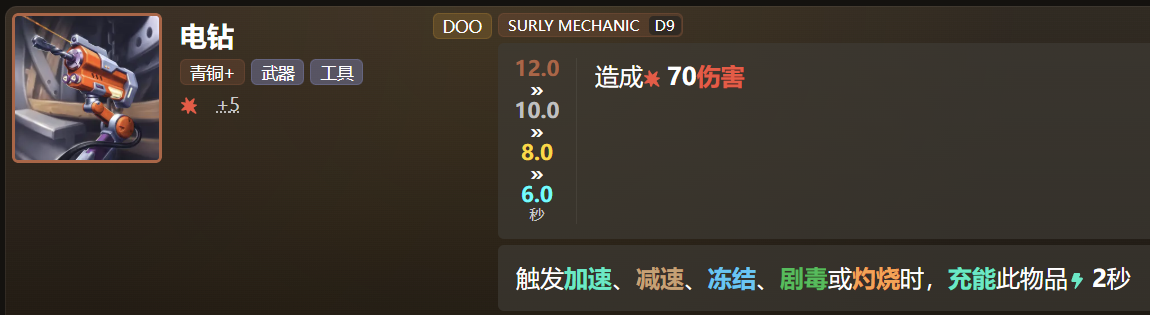 电钻
DOO
青铜+ 武器 工具
+5
SURLY MECHANIC D9
12.0
»
10.0
»
8.0
»
6.0
秒
造成 70伤害
触发加速、减速、冻结、剧毒或灼烧时，充能此物品 2秒